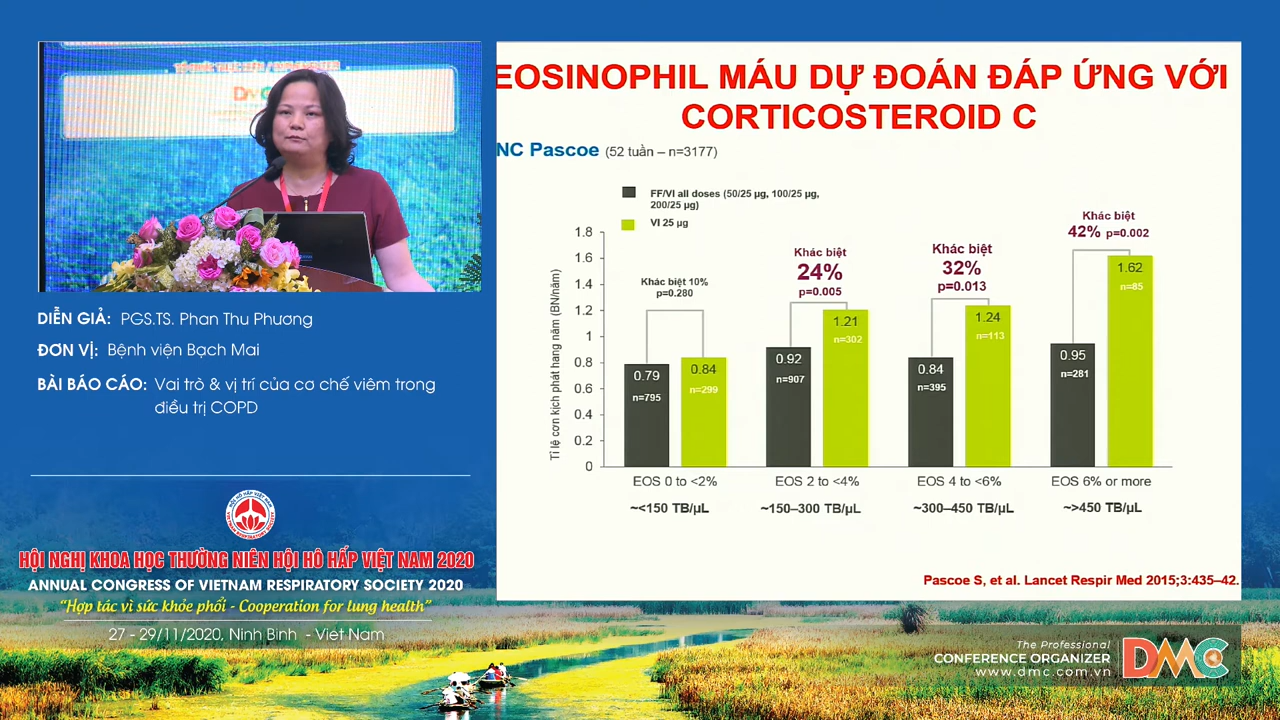 DMC
EOSINOPHIL MÁU DỰ ĐOÁN ĐÁP ỨNG VỚI
CORTICOSTEROID C
NC Pascoe (52 tuần – n=3177)
FF/VI all doses (50/25 µg, 100/25 µg,
200/25 µg)
VI 25 µg
Tỉ lệ cơn kịch phát hàng năm (BN/năm)
1.8
1.6
1.4
1.2
1
0.8
0.6
0.4
0.2
0
Khác biệt 10%
p=0.280
Khác biệt
24%
p=0.005
Khác biệt
32%
p=0.013
Khác biệt
42% p=0.002
0.79
n=795
0.84
n=299
0.92
n=907
1.21
n=302
0.84
n=395
1.24
n=113
0.95
n=281
1.62
n=85
EOS 0 to <2%
EOS 2 to <4%
EOS 4 to <6%
EOS 6% or more
~<150 TB/µL
~150–300 TB/µL
~300–450 TB/µL
~>450 TB/µL
Pascoe S, et al. Lancet Respir Med 2015;3:435–42.
DIỄN GIẢ: PGS.TS. Phan Thu Phương
ĐƠN VỊ: Bệnh viện Bạch Mai
BÀI BÁO CÁO: Vai trò & vị trí của cơ chế viêm trong
điều trị COPD
HỘI HÔ HẤP VIỆT NAM
VIETNAM RESPIRATORY SOCIETY
HỘI NGHỊ KHOA HỌC THƯỜNG NIÊN HỘI HÔ HẤP VIỆT NAM 2020
ANNUAL CONGRESS OF VIETNAM RESPIRATORY SOCIETY 2020
“Hợp tác vì sức khỏe phổi - Cooperation for lung health”
27 - 29/11/2020, Ninh Bình - Việt Nam
The Professional
CONFERENCE ORGANIZER
www.dmc.com.vn
DMC